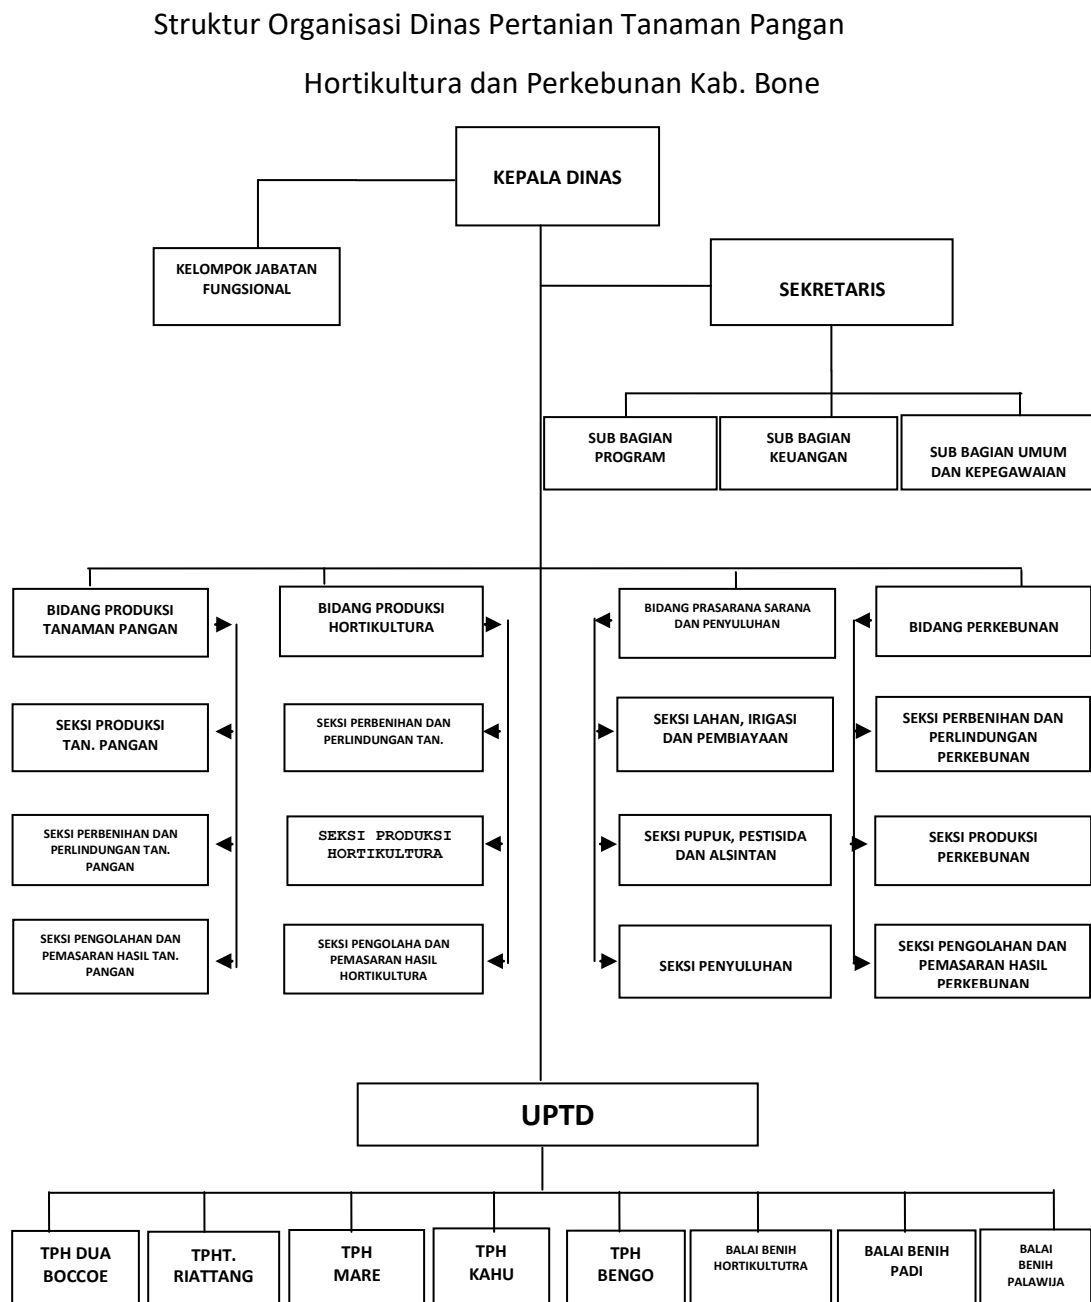 Struktur Organisasi Dinas Pertanian Tanaman Pangan
Hortikultura dan Perkebunan Kab. Bone
KEPALA DINAS
KELOMPOK JABATAN
FUNGSIONAL
SEKRETARIS
SUB BAGIAN
PROGRAM
SUB BAGIAN
KEUANGAN
SUB BAGIAN UMUM
DAN KEPEGAWAIAN
BIDANG PRODUKSI
TANAMAN PANGAN
BIDANG PRODUKSI
HORTIKULTURA
BIDANG PRASARANA SARANA
DAN PENYULUHAN
BIDANG PERKEBUNAN
SEKSI PRODUKSI
TAN. PANGAN
SEKSI PERBENIHAN DAN
PERLINDUNGAN TAN.
SEKSI LAHAN, IRIGASI
DAN PEMBIAYAAN
SEKSI PERBENIHAN DAN
PERLINDUNGAN
PERKEBUNAN
SEKSI PERBENIHAN DAN
PERLINDUNGAN TAN.
PANGAN
SEKSI PRODUKSI
HORTIKULTURA
SEKSI PUPUK, PESTISIDA
DAN ALSINTAN
SEKSI PRODUKSI
PERKEBUNAN
SEKSI PENGOLAHAN DAN
PEMASARAN HASIL TAN.
PANGAN
SEKSI PENGOLAHA DAN
PEMASARAN HASIL
HORTIKULTURA
SEKSI PENYULUHAN
SEKSI PENGOLAHAN DAN
PEMASARAN HASIL
PERKEBUNAN
UPTD
TPH DUA
BOCCOE
TPHT.
RIATTANG
TPH
MARE
TPH
KAHU
TPH
BENGO
BALAI BENIH
HORTIKULTUTRA
BALAI BENIH
PADI
BALAI
BENIH
PALAWIJA